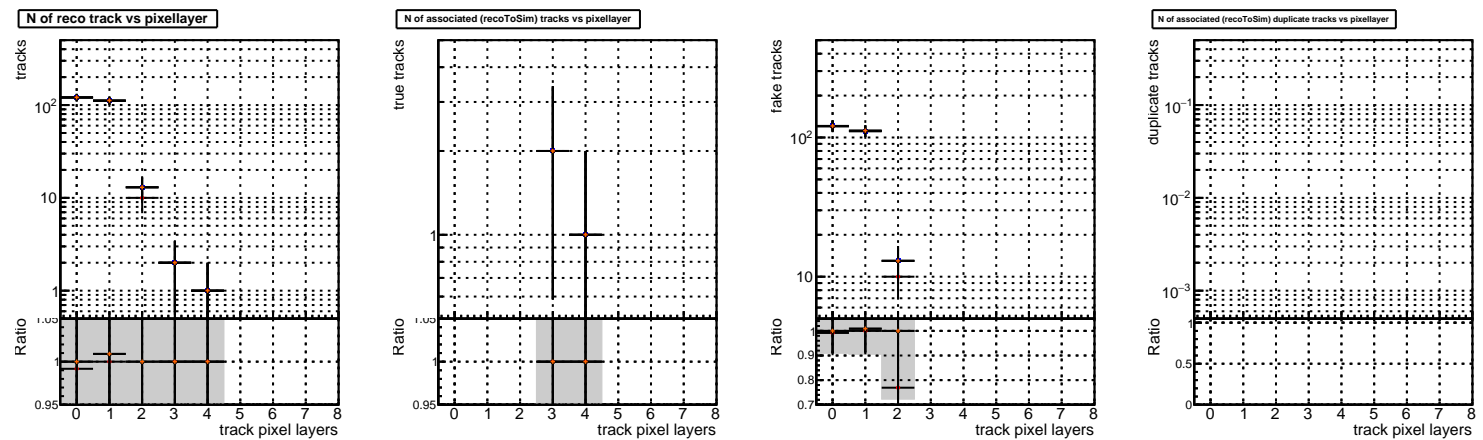 N of reco track vs pixellayer
tracks
10²
10
1
1.05
Ratio
1
0.95
0 1 2 3 4 5 6 7 8
track pixel layers
N of associated (recoToSim) tracks vs pixellayer
true tracks
1
1.05
Ratio
1
0.95
0 1 2 3 4 5 6 7 8
track pixel layers
fake tracks
10²
10
Ratio
1
0.9
0.8
0.7
0 1 2 3 4 5 6 7 8
track pixel layers
N of associated (recoToSim) duplicate tracks vs pixellayer
duplicate tracks
10⁻¹
10⁻²
10⁻³
Ratio
1
0.5
0
0 1 2 3 4 5 6 7 8
track pixel layers